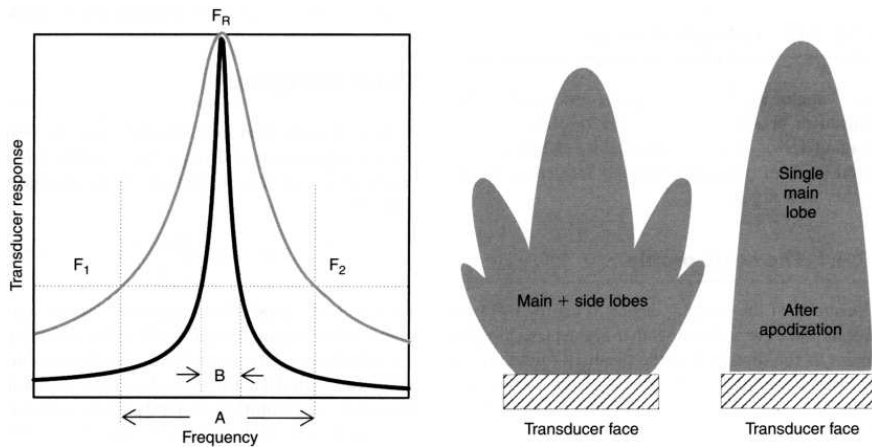 F_R
Transducer response
F_1
F_2
B
A
Frequency
Main + side lobes
Transducer face
Single
main
lobe
After
apodization
Transducer face